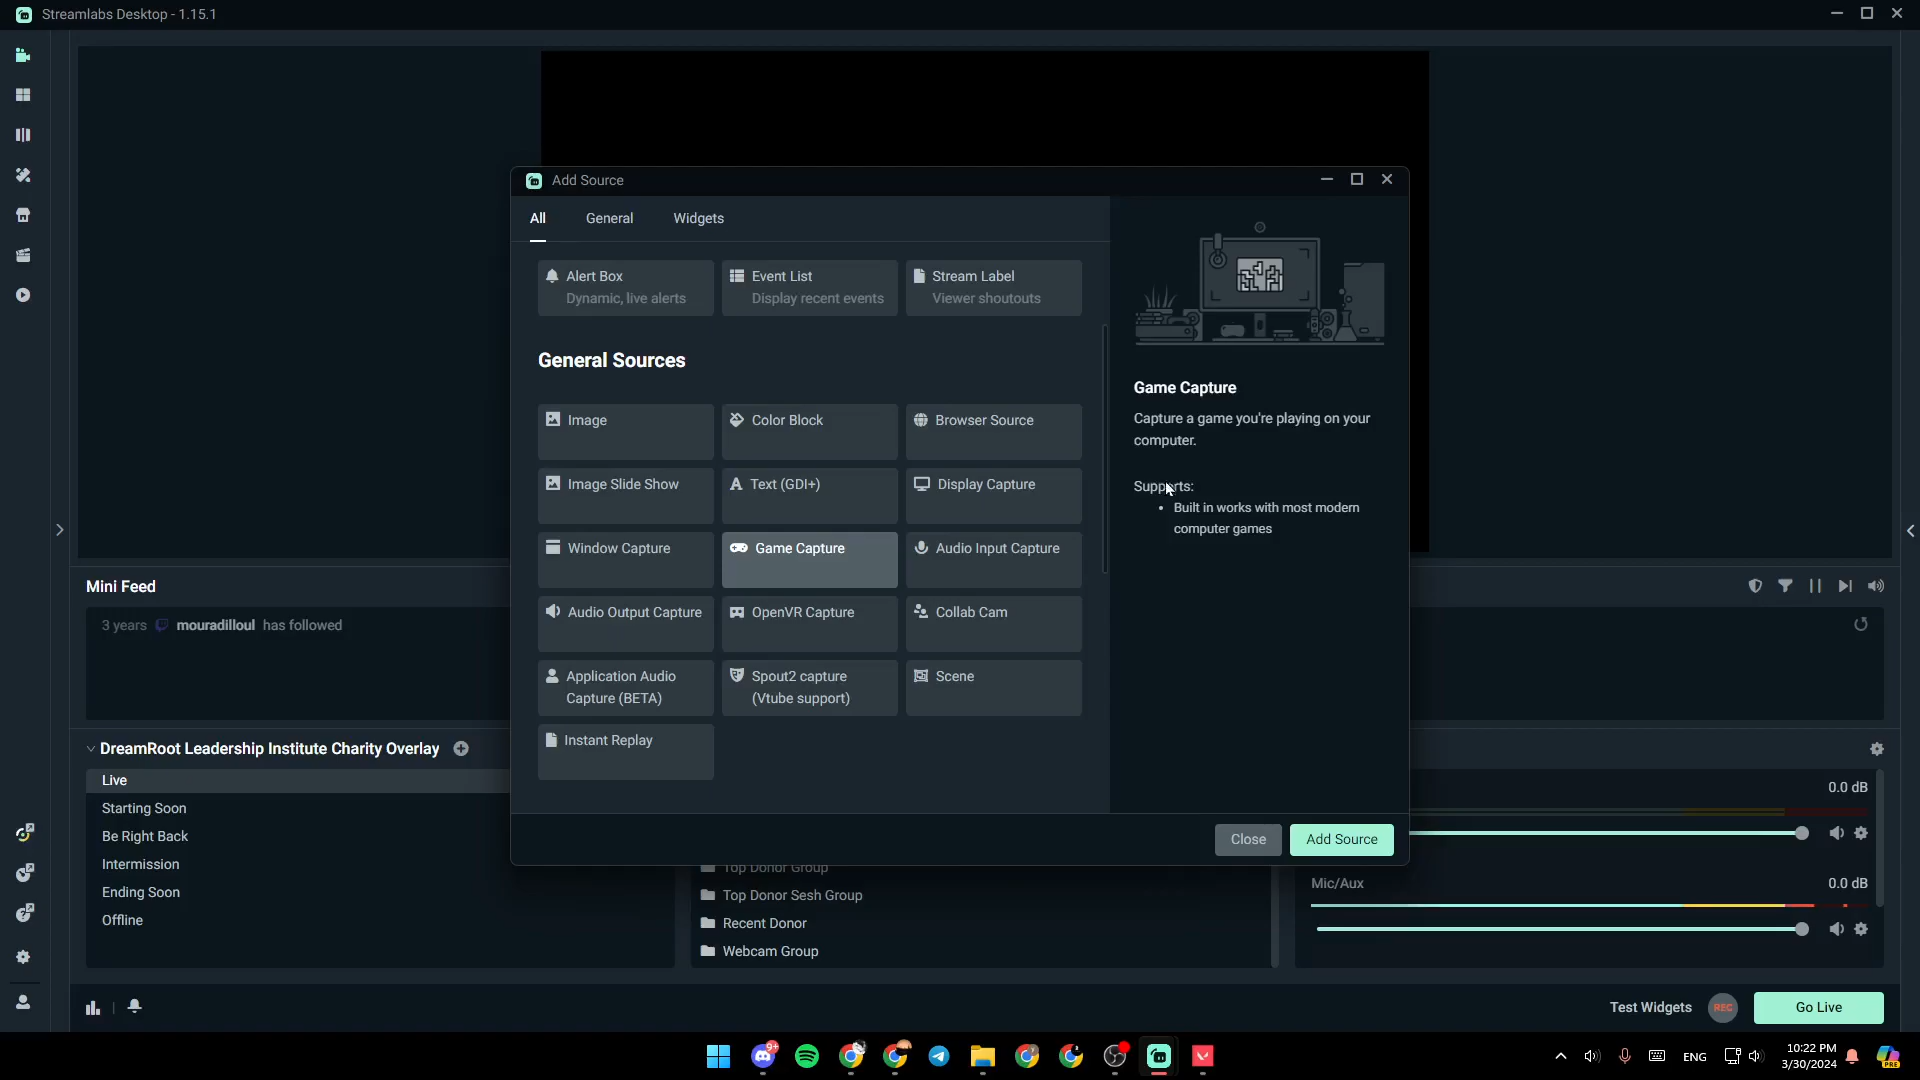 Streamlabs Desktop - 1.15.1
Add Source
All
General
Widgets
Alert Box
Dynamic, live alerts
Event List
Display recent events
Stream Label
Viewer shoutouts
General Sources
Image
Color Block
Browser Source
Image Slide Show
Text (GDI+)
Display Capture
Window Capture
Game Capture
Audio Input Capture
Audio Output Capture
OpenVR Capture
Collab Cam
Application Audio
Capture (BETA)
Spout2 capture
(Vtube support)
Scene
Instant Replay
Game Capture
Capture a game you're playing on your
computer.
Supports:
• Built in works with most modern
computer games
Close
Add Source
Mini Feed
3 years mouradilloul has followed
DreamRoot Leadership Institute Charity Overlay
Live
Starting Soon
Be Right Back
Intermission
Ending Soon
Offline
Top Donor Group
Top Donor Sesh Group
Recent Donor
Webcam Group
0.0 dB
Mic/Aux
0.0 dB
Test Widgets
REC
Go Live
9+
ENG
10:22 PM
3/30/2024
PRE